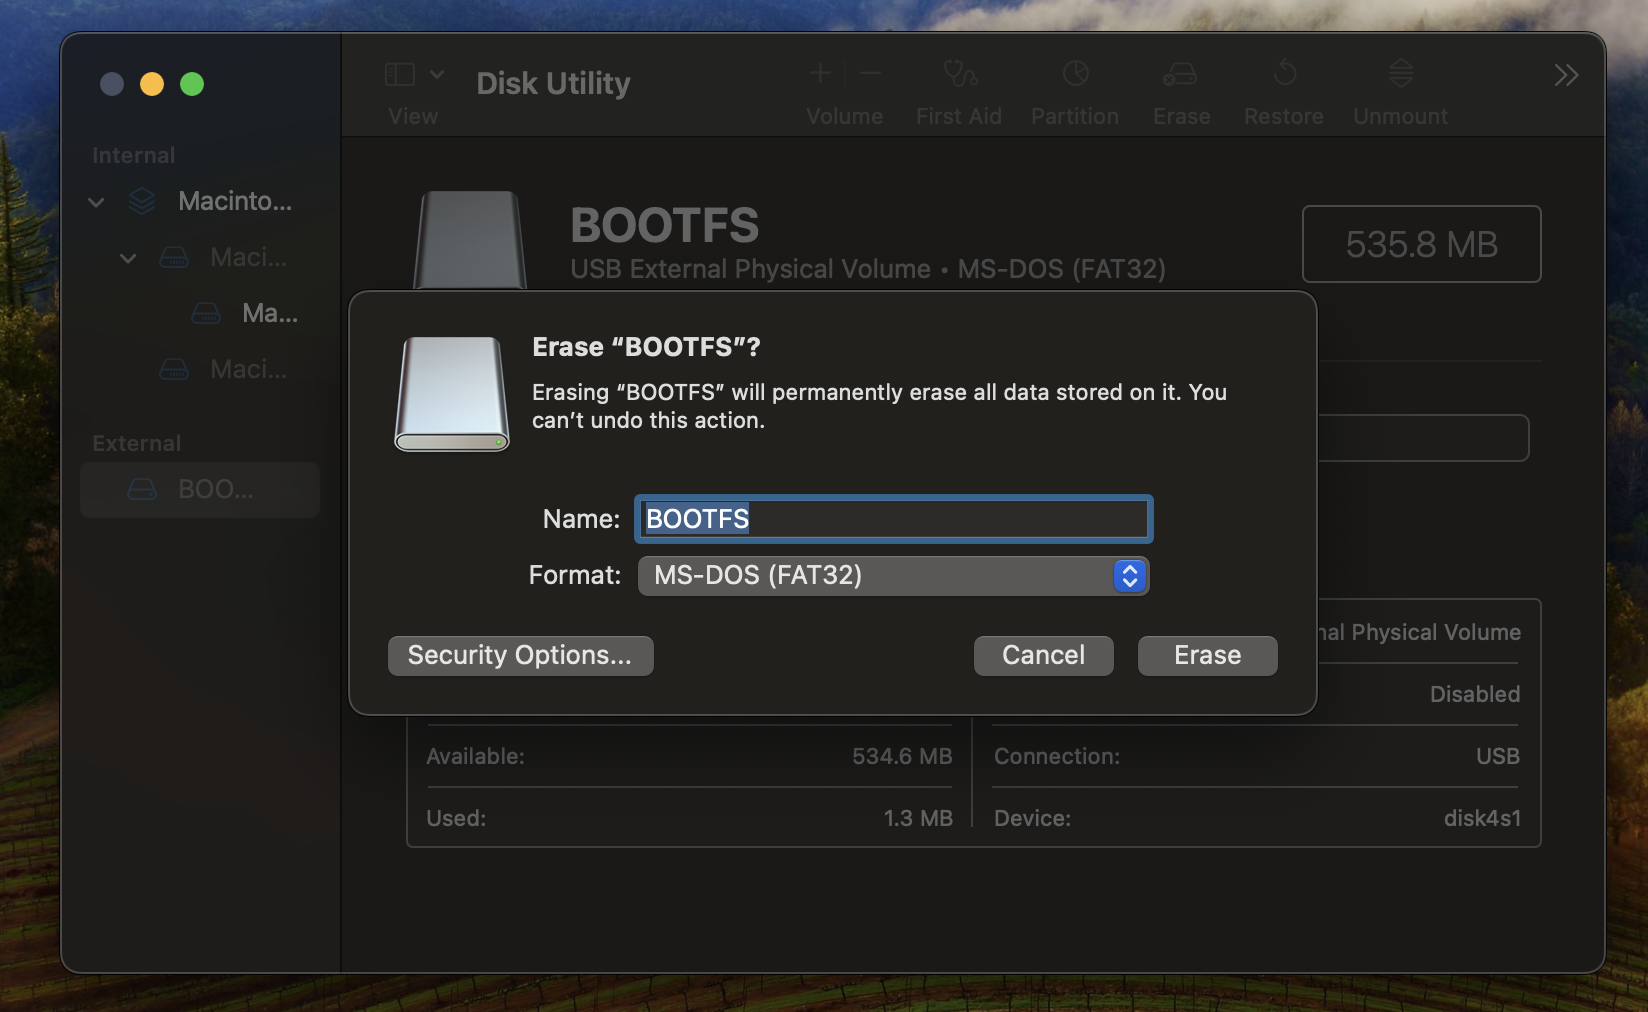 Disk Utility
View
Volume
First Aid
Partition
Erase
Restore
Unmount
Internal
Macinto...
Maci...
Ma...
Maci...
External
BOO...
BOOTFS
USB External Physical Volume • MS-DOS (FAT32)
535.8 MB
Erase “BOOTFS”?
Erasing “BOOTFS” will permanently erase all data stored on it. You
can’t undo this action.
Name: BOOTFS
Format: MS-DOS (FAT32)
Security Options...
Cancel
Erase
nal Physical Volume
Disabled
Available: 534.6 MB
Connection: USB
Used: 1.3 MB
Device: disk4s1